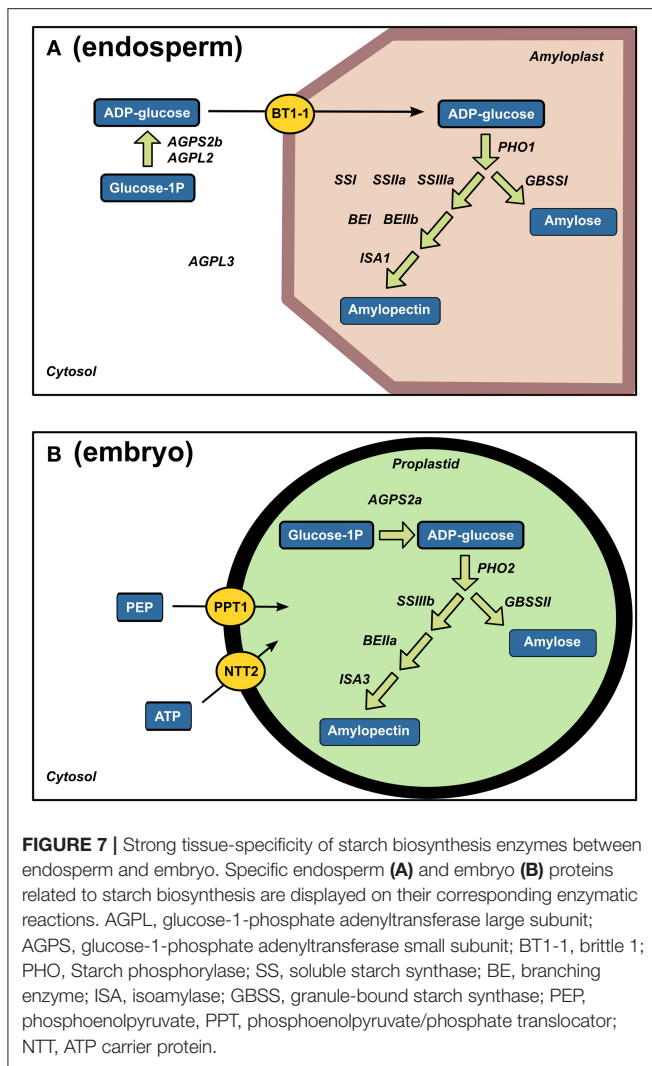 A (endosperm)
Amyloplast
ADP-glucose
BT1-1
ADP-glucose
AGPS2b
AGPL2
PHO1
Glucose-1P
SSI SSIIa SSIIIa
GBSSI
BEI BEIIb
Amylose
AGPL3
ISA1
Amylopectin
Cytosol
B (embryo)
Proplastid
AGPS2a
Glucose-1P
ADP-glucose
PHO2
PEP
PPT1
SSIIIb
GBSSII
BEIIa
Amylose
NTT2
ISA3
ATP
Amylopectin
Cytosol
FIGURE 7 | Strong tissue-specificity of starch biosynthesis enzymes between
endosperm and embryo. Specific endosperm (A) and embryo (B) proteins
related to starch biosynthesis are displayed on their corresponding enzymatic
reactions. AGPL, glucose-1-phosphate adenyltransferase large subunit;
AGPS, glucose-1-phosphate adenyltransferase small subunit; BT1-1, brittle 1;
PHO, Starch phosphorylase; SS, soluble starch synthase; BE, branching
enzyme; ISA, isoamylase; GBSS, granule-bound starch synthase; PEP,
phosphoenolpyruvate, PPT, phosphoenolpyruvate/phosphate translocator;
NTT, ATP carrier protein.